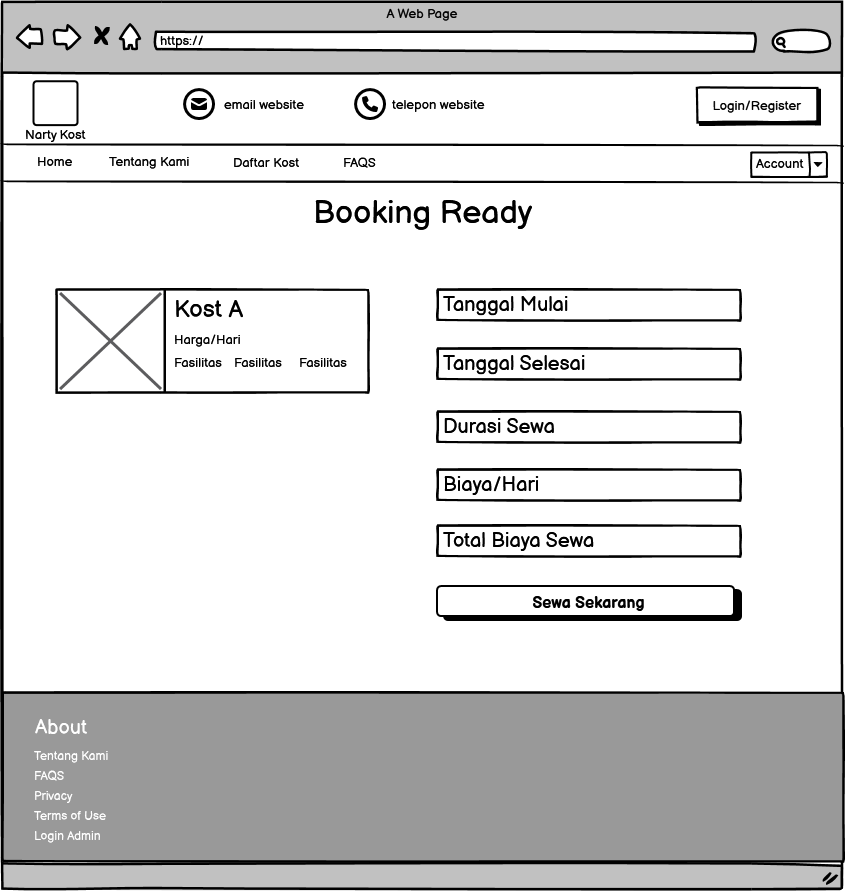 A Web Page
https://
email website
telepon website
Login/Register
Narty Kost
Home
Tentang Kami
Daftar Kost
FAQS
Account
Booking Ready
Kost A
Harga/Hari
Fasilitas Fasilitas Fasilitas
Tanggal Mulai
Tanggal Selesai
Durasi Sewa
Biaya/Hari
Total Biaya Sewa
Sewa Sekarang
About
Tentang Kami
FAQS
Privacy
Terms of Use
Login Admin